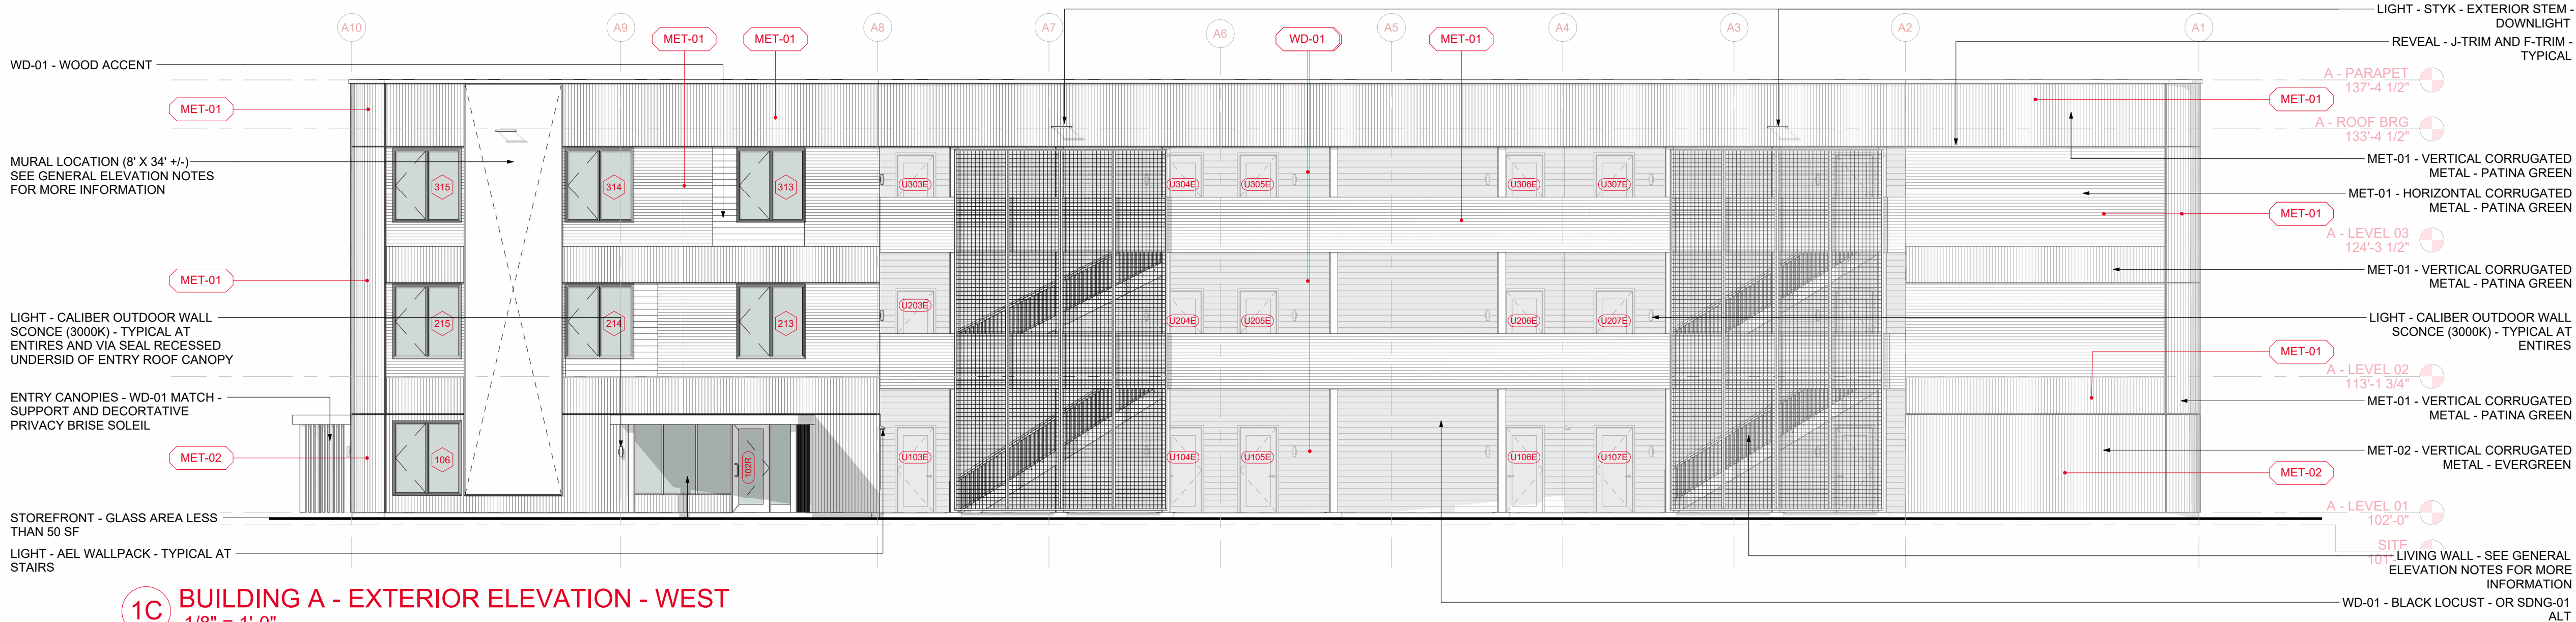 A10
A9
A8
A7
A6
A5
A4
A3
A2
A1
MET-01
MET-01
WD-01
MET-01
LIGHT - STYK - EXTERIOR STEM -
DOWNLIGHT
REVEAL - J-TRIM AND F-TRIM -
TYPICAL
WD-01 - WOOD ACCENT
MET-01
MURAL LOCATION (8' X 34' +/-)
SEE GENERAL ELEVATION NOTES
FOR MORE INFORMATION
MET-01
LIGHT - CALIBER OUTDOOR WALL
SCONCE (3000K) - TYPICAL AT
ENTIRES AND VIA SEAL RECESSED
UNDERSID OF ENTRY ROOF CANOPY
ENTRY CANOPIES - WD-01 MATCH -
SUPPORT AND DECORTATIVE
PRIVACY BRISE SOLEIL
MET-02
STOREFRONT - GLASS AREA LESS
THAN 50 SF
LIGHT - AEL WALLPACK - TYPICAL AT
STAIRS
315
314
313
U303E
U304E
U305E
U306E
U307E
215
214
213
U203E
U204E
U205E
U206E
U207E
106
102R
U103E
U104E
U105E
U106E
U107E
A - PARAPET
137'-4 1/2"
MET-01
A - ROOF BRG
133'-4 1/2"
MET-01 - VERTICAL CORRUGATED
METAL - PATINA GREEN
MET-01 - HORIZONTAL CORRUGATED
METAL - PATINA GREEN
MET-01
A - LEVEL 03
124'-3 1/2"
MET-01 - VERTICAL CORRUGATED
METAL - PATINA GREEN
LIGHT - CALIBER OUTDOOR WALL
SCONCE (3000K) - TYPICAL AT
ENTIRES
MET-01
A - LEVEL 02
113'-1 3/4"
MET-01 - VERTICAL CORRUGATED
METAL - PATINA GREEN
MET-02 - VERTICAL CORRUGATED
METAL - EVERGREEN
MET-02
A - LEVEL 01
102'-0"
SITE
LIVING WALL - SEE GENERAL
ELEVATION NOTES FOR MORE
INFORMATION
WD-01 - BLACK LOCUST - OR SDNG-01
ALT
1C
BUILDING A - EXTERIOR ELEVATION - WEST
1/8" = 1'-0"